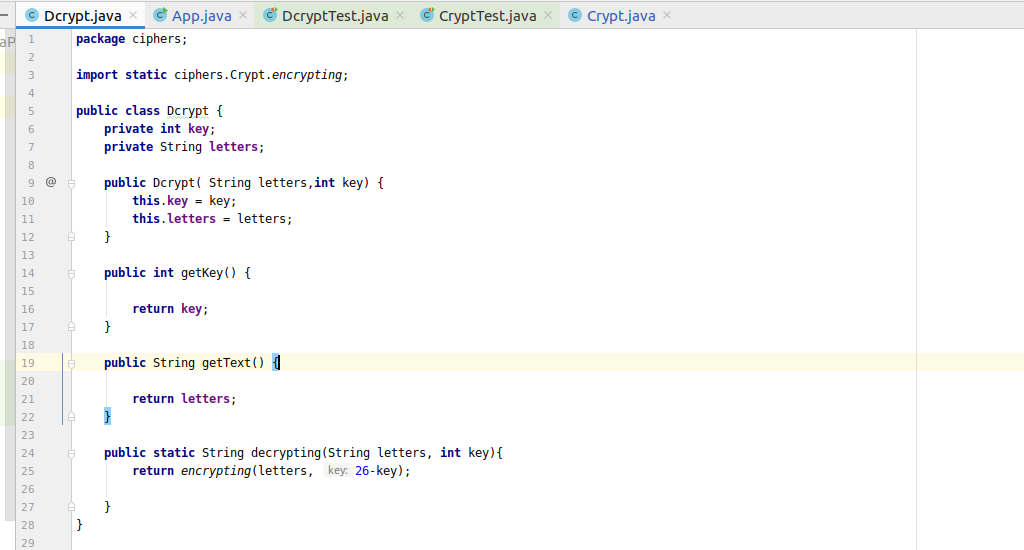 Dcrypt.java App.java DcryptTest.java CryptTest.java Crypt.java
aP
1 package ciphers;
2
3 import static ciphers.Crypt.encrypting;
4
5 public class Dcrypt {
6 private int key;
7 private String letters;
8
9 @ public Dcrypt( String letters,int key) {
10 this.key = key;
11 this.letters = letters;
12 }
13
14 public int getKey() {
15
16 return key;
17 }
18
19 public String getText() {
20
21 return letters;
22 }
23
24 public static String decrypting(String letters, int key){
25 return encrypting(letters, key: 26-key);
26
27 }
28 }
29